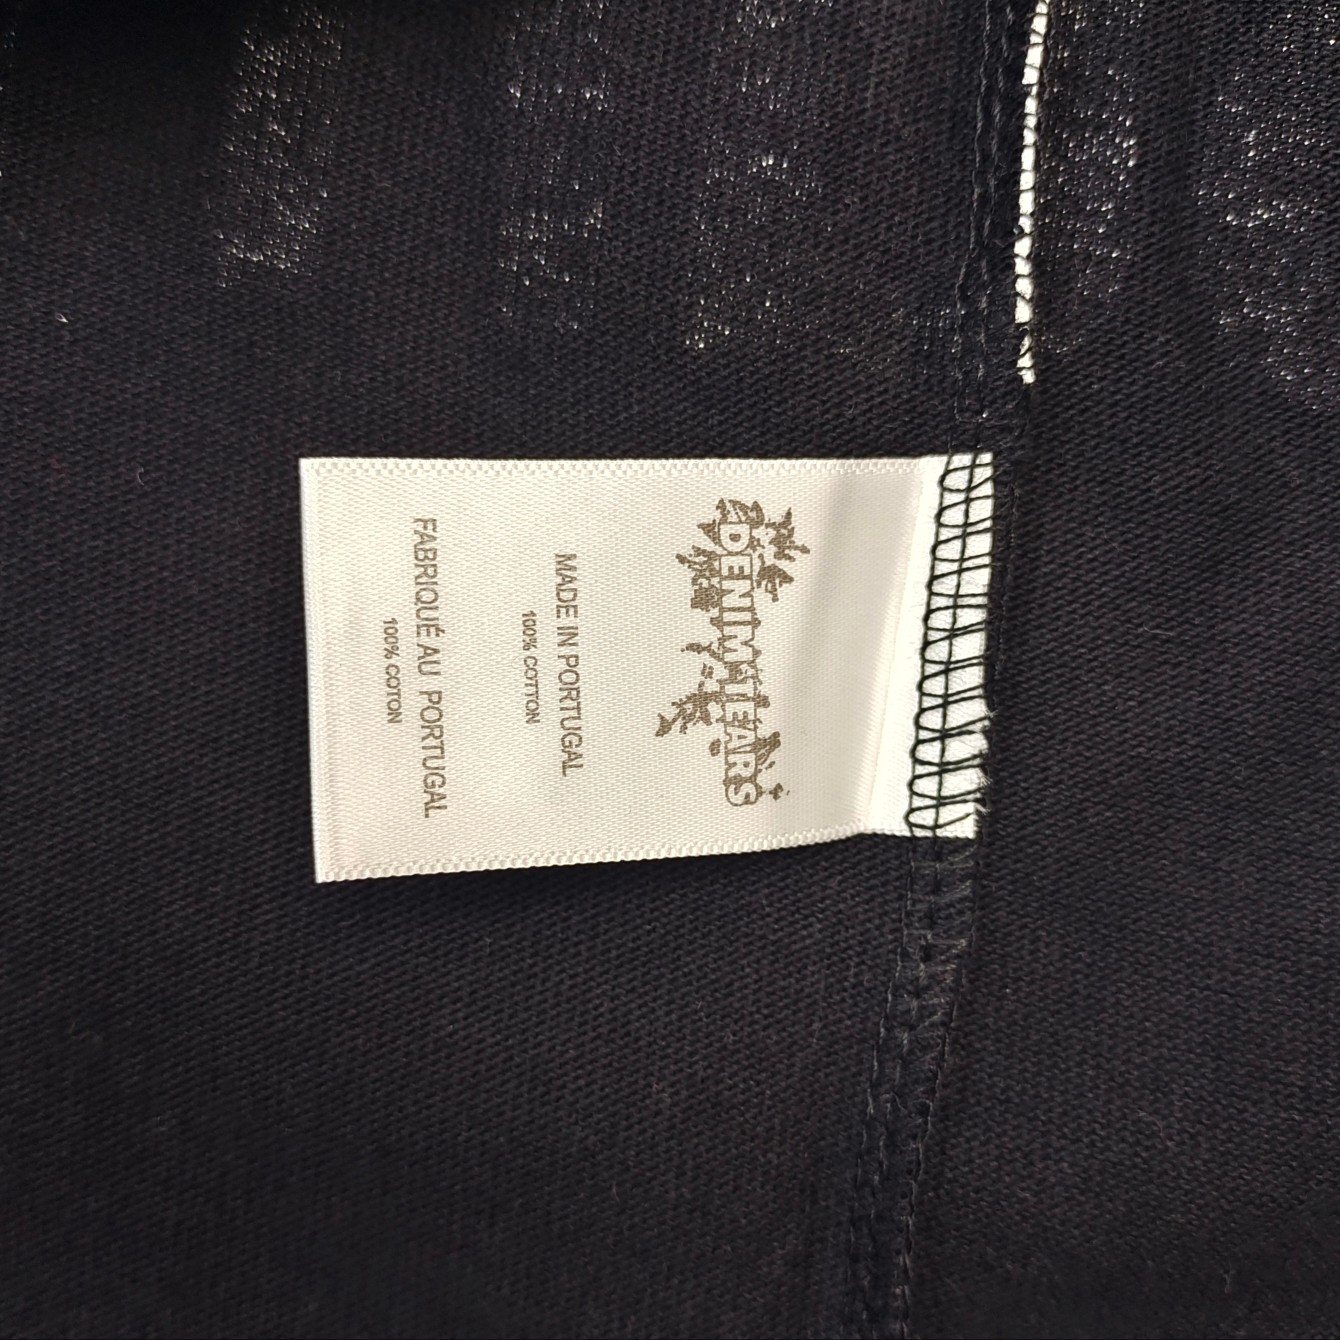 DENIM TEARS
MADE IN PORTUGAL
100% COTTON
FABRIQUÉ AU PORTUGAL
100% COTON